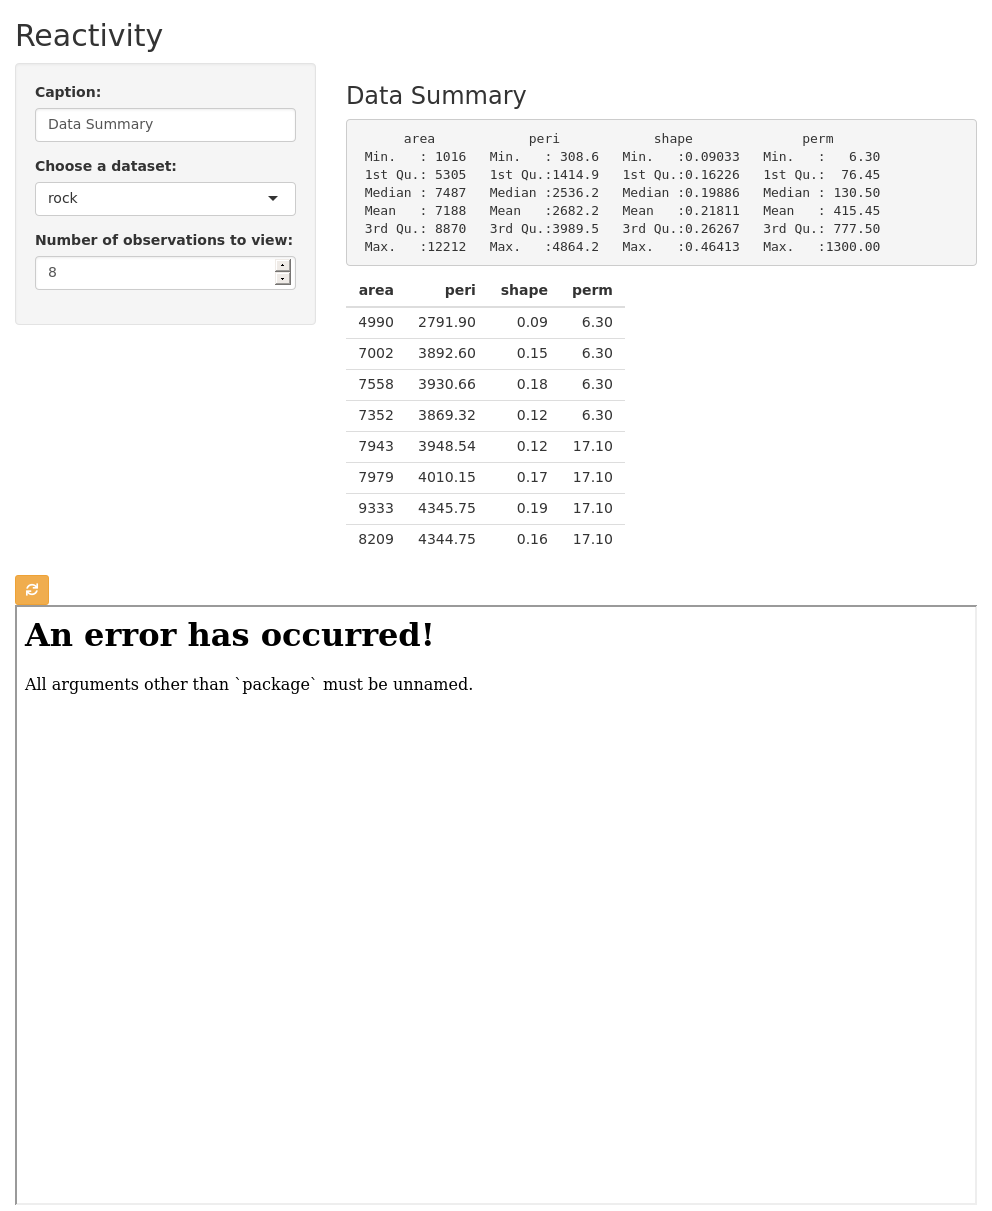 Reactivity
Caption:
Data Summary
Choose a dataset:
rock
Number of observations to view:
8
Data Summary
area peri shape perm
Min. : 1016 Min. : 308.6 Min. :0.09033 Min. : 6.30
1st Qu.: 5305 1st Qu.:1414.9 1st Qu.:0.16226 1st Qu.: 76.45
Median : 7487 Median :2536.2 Median :0.19886 Median : 130.50
Mean : 7188 Mean :2682.2 Mean :0.21811 Mean : 415.45
3rd Qu.: 8870 3rd Qu.:3989.5 3rd Qu.:0.26267 3rd Qu.: 777.50
Max. :12212 Max. :4864.2 Max. :0.46413 Max. :1300.00
area peri shape perm
4990 2791.90 0.09 6.30
7002 3892.60 0.15 6.30
7558 3930.66 0.18 6.30
7352 3869.32 0.12 6.30
7943 3948.54 0.12 17.10
7979 4010.15 0.17 17.10
9333 4345.75 0.19 17.10
8209 4344.75 0.16 17.10
An error has occurred!
All arguments other than `package` must be unnamed.